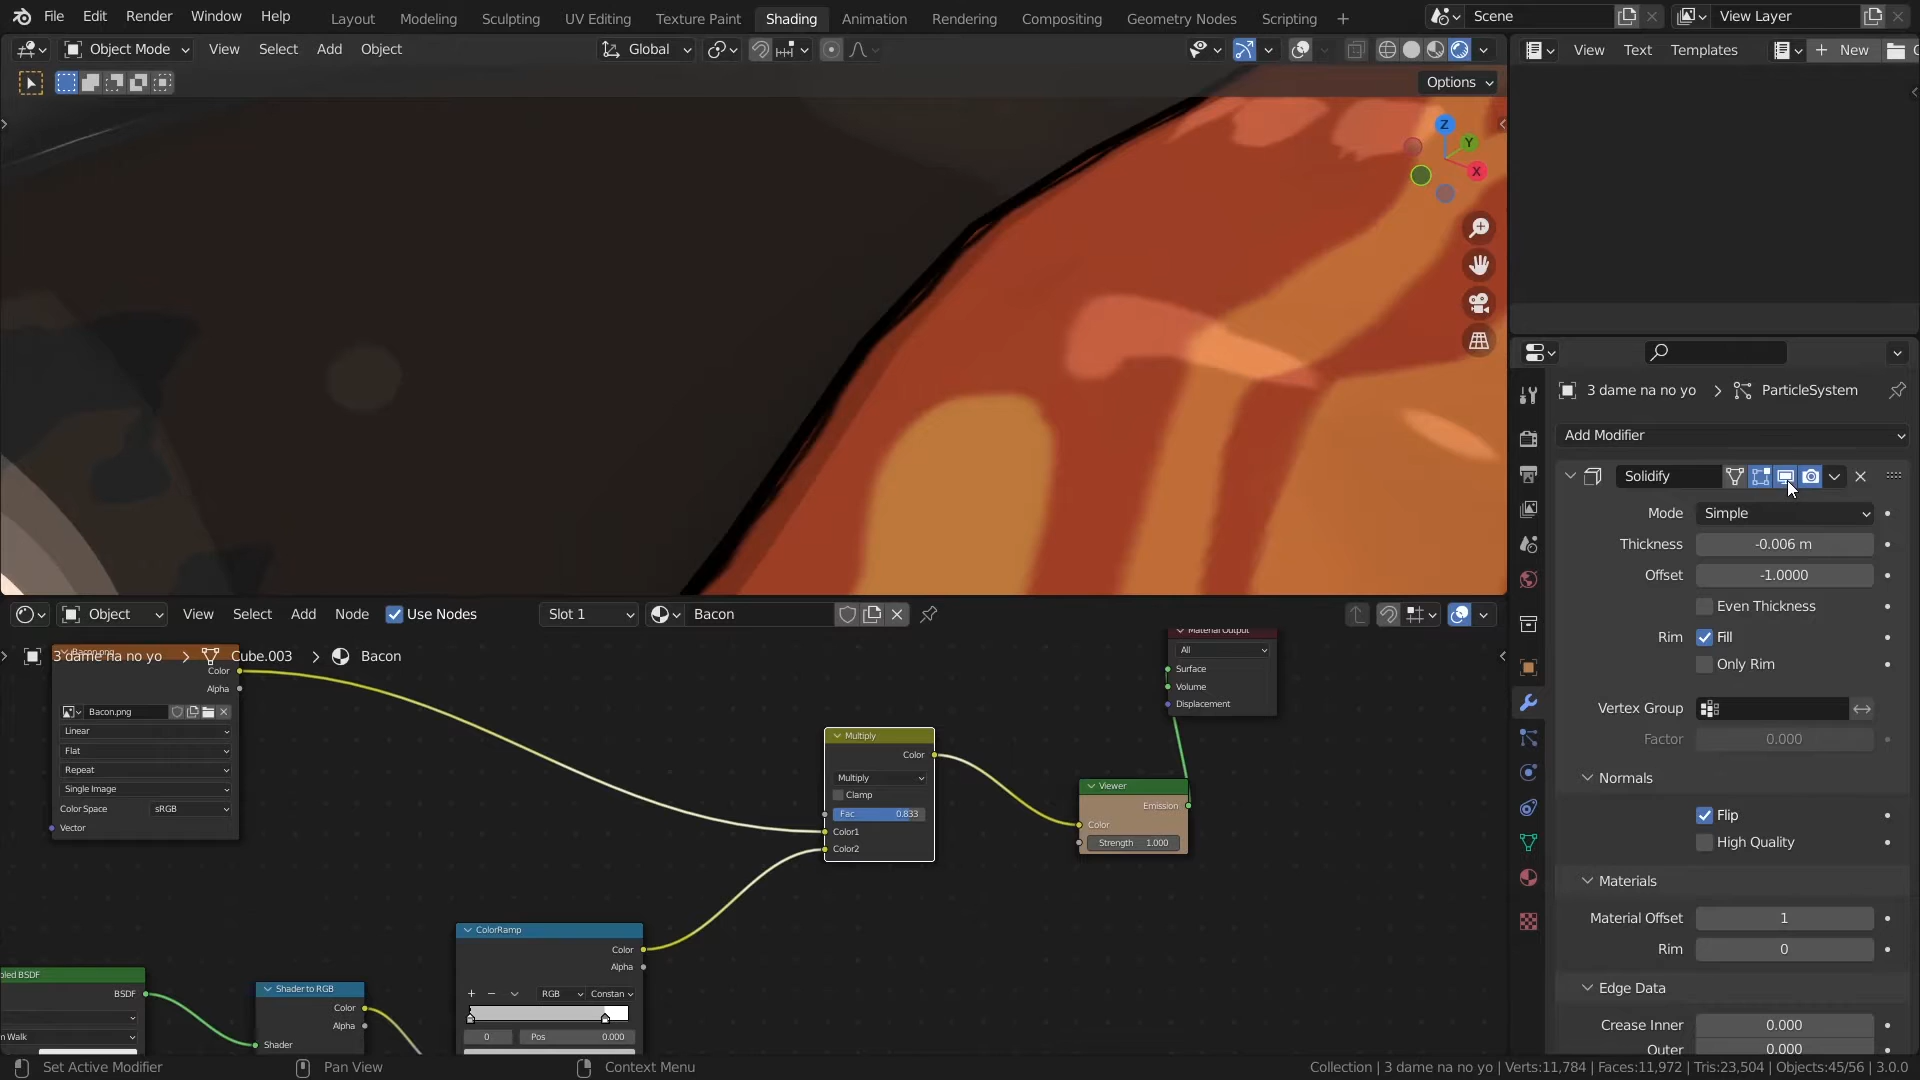 File Edit Render Window Help Layout Modeling Sculpting UV Editing Texture Paint Shading Animation Rendering Compositing Geometry Nodes Scripting + Scene View Layer
Object Mode View Select Add Object Global View Text Templates + New
Options
Z
Y
X
3 dame na no yo > ParticleSystem
Add Modifier
Solidify
Mode Simple
Thickness -0.006 m
Offset -1.0000
Even Thickness
Rim Fill
Only Rim
Vertex Group
Factor 0.000
Normals
Flip
High Quality
Materials
Material Offset 1
Rim 0
Edge Data
Crease Inner 0.000
Outer 0.000
Object View Select Add Node Use Nodes Slot 1 Bacon
3 dame na no yo > Cube.003 > Bacon
Bacon.png
Color
Alpha
Bacon.png
Linear
Flat
Repeat
Single Image
Color Space sRGB
Vector
Material Output
All
Surface
Volume
Displacement
Multiply
Color
Multiply
Clamp
Fac 0.833
Color1
Color2
Viewer
Emission
Color
Strength 1.000
ColorRamp
Color
Alpha
+ − RGB Constan
0 Pos 0.000
Shader to RGB
Color
Alpha
Shader
pled BSDF
BSDF
m Walk
Set Active Modifier Pan View Context Menu Collection | 3 dame na no yo | Verts:11,784 | Faces:11,972 | Tris:23,504 | Objects:45/56 | 3.0.0